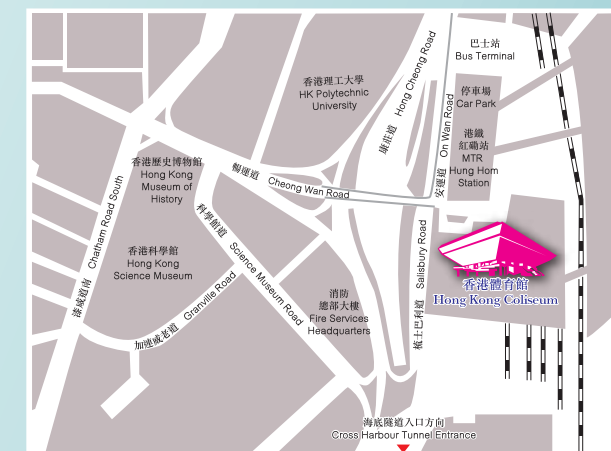 巴士站
Bus Terminal
香港理工大學
HK Polytechnic
University
康莊道 Hong Cheong Road
停車場
Car Park
安運道 On Wan Road
港鐵
紅磡站
MTR
Hung Hom
Station
香港歷史博物館
Hong Kong
Museum of
History
暢運道 Cheong Wan Road
科學館道 Science Museum Road
漆咸道南 Chatham Road South
香港科學館
Hong Kong
Science Museum
加連威老道 Granville Road
消防
總部大樓
Fire Services
Headquarters
梳士巴利道 Salisbury Road
香港體育館
Hong Kong Coliseum
海底隧道入口方向
Cross Harbour Tunnel Entrance